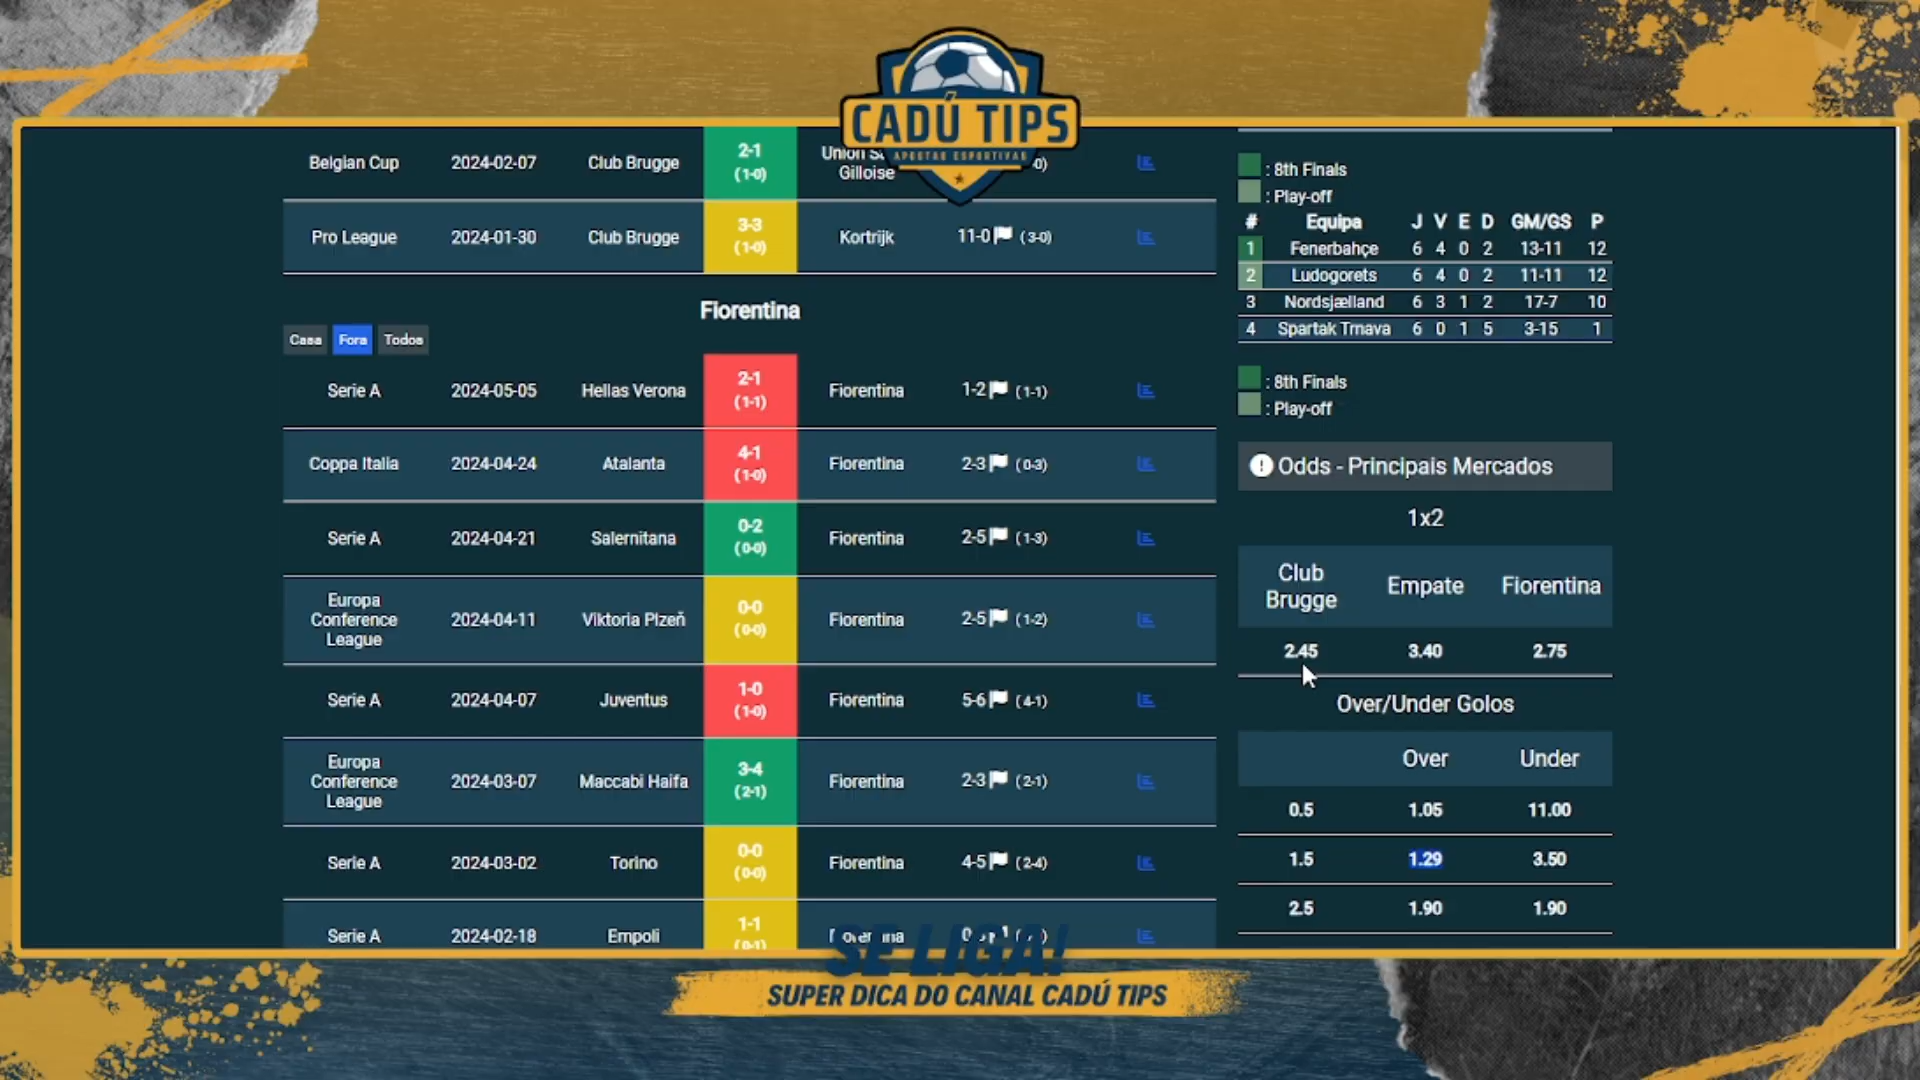 CADÚ TIPS
APOSTAS ESPORTIVAS
Belgian Cup 2024-02-07 Club Brugge 2-1 (1-0) Union Gilloise
Pro League 2024-01-30 Club Brugge 3-3 (1-0) Kortrijk 11-0 (3-0)
Fiorentina
Casa Fora Todos
Serie A 2024-05-05 Hellas Verona 2-1 (1-1) Fiorentina 1-2 (1-1)
Coppa Italia 2024-04-24 Atalanta 4-1 (1-0) Fiorentina 2-3 (0-3)
Serie A 2024-04-21 Salernitana 0-2 (0-0) Fiorentina 2-5 (1-3)
Europa Conference League 2024-04-11 Viktoria Plzeň 0-0 (0-0) Fiorentina 2-5 (1-2)
Serie A 2024-04-07 Juventus 1-0 (1-0) Fiorentina 5-6 (4-1)
Europa Conference League 2024-03-07 Maccabi Haifa 3-4 (2-1) Fiorentina 2-3 (2-1)
Serie A 2024-03-02 Torino 0-0 (0-0) Fiorentina 4-5 (2-4)
Serie A 2024-02-18 Empoli 1-1 (0-1) Fiorentina
: 8th Finals
: Play-off
# Equipa J V E D GM/GS P
1 Fenerbahçe 6 4 0 2 13-11 12
2 Ludogorets 6 4 0 2 11-11 12
3 Nordsjælland 6 3 1 2 17-7 10
4 Spartak Trnava 6 0 1 5 3-15 1
: 8th Finals
: Play-off
Odds - Principais Mercados
1x2
Club Brugge Empate Fiorentina
2.45 3.40 2.75
Over/Under Golos
Over Under
0.5 1.05 11.00
1.5 1.29 3.50
2.5 1.90 1.90
SE LIGA!
SUPER DICA DO CANAL CADÚ TIPS